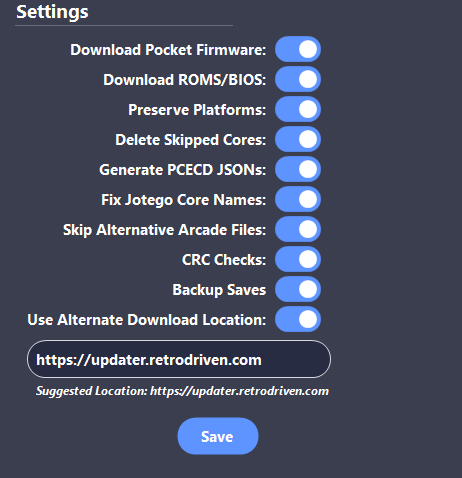 Settings
Download Pocket Firmware:
Download ROMS/BIOS:
Preserve Platforms:
Delete Skipped Cores:
Generate PCECD JSONs:
Fix Jotego Core Names:
Skip Alternative Arcade Files:
CRC Checks:
Backup Saves
Use Alternate Download Location:
https://updater.retrodriven.com
Suggested Location: https://updater.retrodriven.com
Save